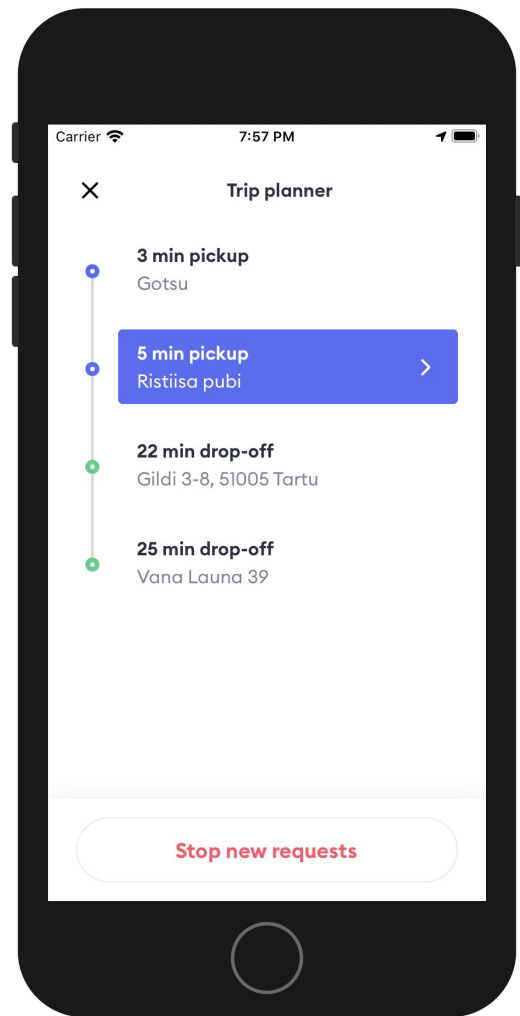 Carrier
7:57 PM
Trip planner
3 min pickup
Gotsu
5 min pickup
Ristiisa pubi
22 min drop-off
Gildi 3-8, 51005 Tartu
25 min drop-off
Vana Launa 39
Stop new requests